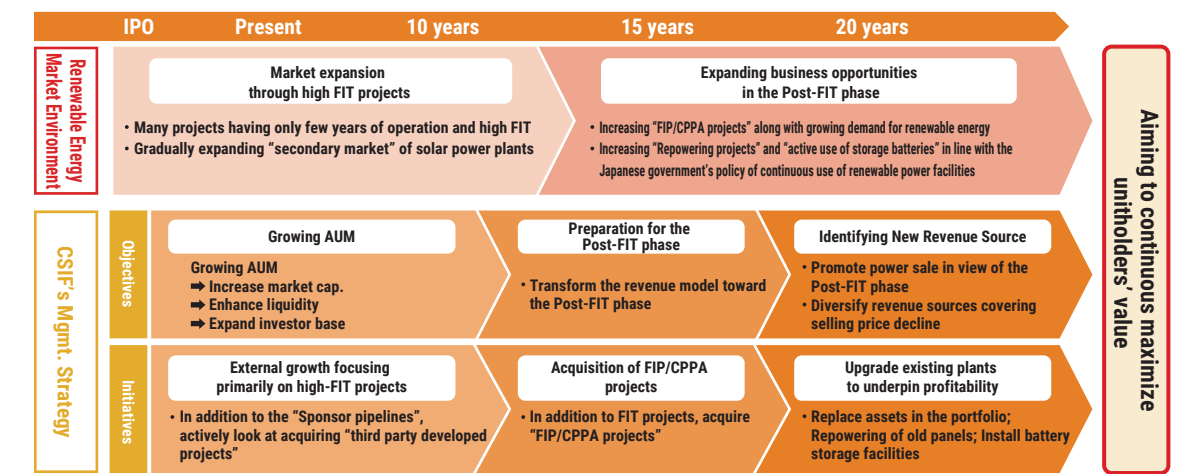 IPO
Present
10 years
15 years
20 years
Renewable Energy
Market Environment
Market expansion
through high FIT projects
• Many projects having only few years of operation and high FIT
• Gradually expanding “secondary market” of solar power plants
Expanding business opportunities
in the Post-FIT phase
• Increasing “FIP/CPPA projects” along with growing demand for renewable energy
• Increasing “Repowering projects” and “active use of storage batteries” in line with the
Japanese government’s policy of continuous use of renewable power facilities
CSIF’s Mgmt. Strategy
Objectives
Growing AUM
Growing AUM
➡ Increase market cap.
➡ Enhance liquidity
➡ Expand investor base
Preparation for the
Post-FIT phase
• Transform the revenue model toward
the Post-FIT phase
Identifying New Revenue Source
• Promote power sale in view of the
Post-FIT phase
• Diversify revenue sources covering
selling price decline
Initiatives
External growth focusing
primarily on high-FIT projects
• In addition to the “Sponsor pipelines”,
actively look at acquiring “third party developed
projects”
Acquisition of FIP/CPPA
projects
• In addition to FIT projects, acquire
“FIP/CPPA projects”
Upgrade existing plants
to underpin profitability
• Replace assets in the portfolio;
Repowering of old panels; Install battery
storage facilities
Aiming to continuous maximize
unitholders’ value